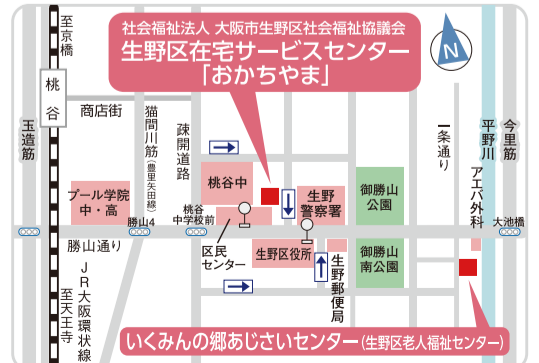 社会福祉法人 大阪市生野区社会福祉協議会
生野区在宅サービスセンター
「おかちやま」
至京橋
桃谷
商店街
玉造筋
猫間川筋
(豊里矢田線)
疎開道路
一条通り
平野川
今里筋
N
プール学院
中・高
桃谷中
生野
警察署
御勝山
公園
アエバ外科
勝山4
桃谷
中学校前
大池橋
勝山通り
区民
センター
生野区役所
生野郵便局
御勝山
南公園
JR大阪環状線
至天王寺
いくみんの郷あじさいセンター(生野区老人福祉センター)